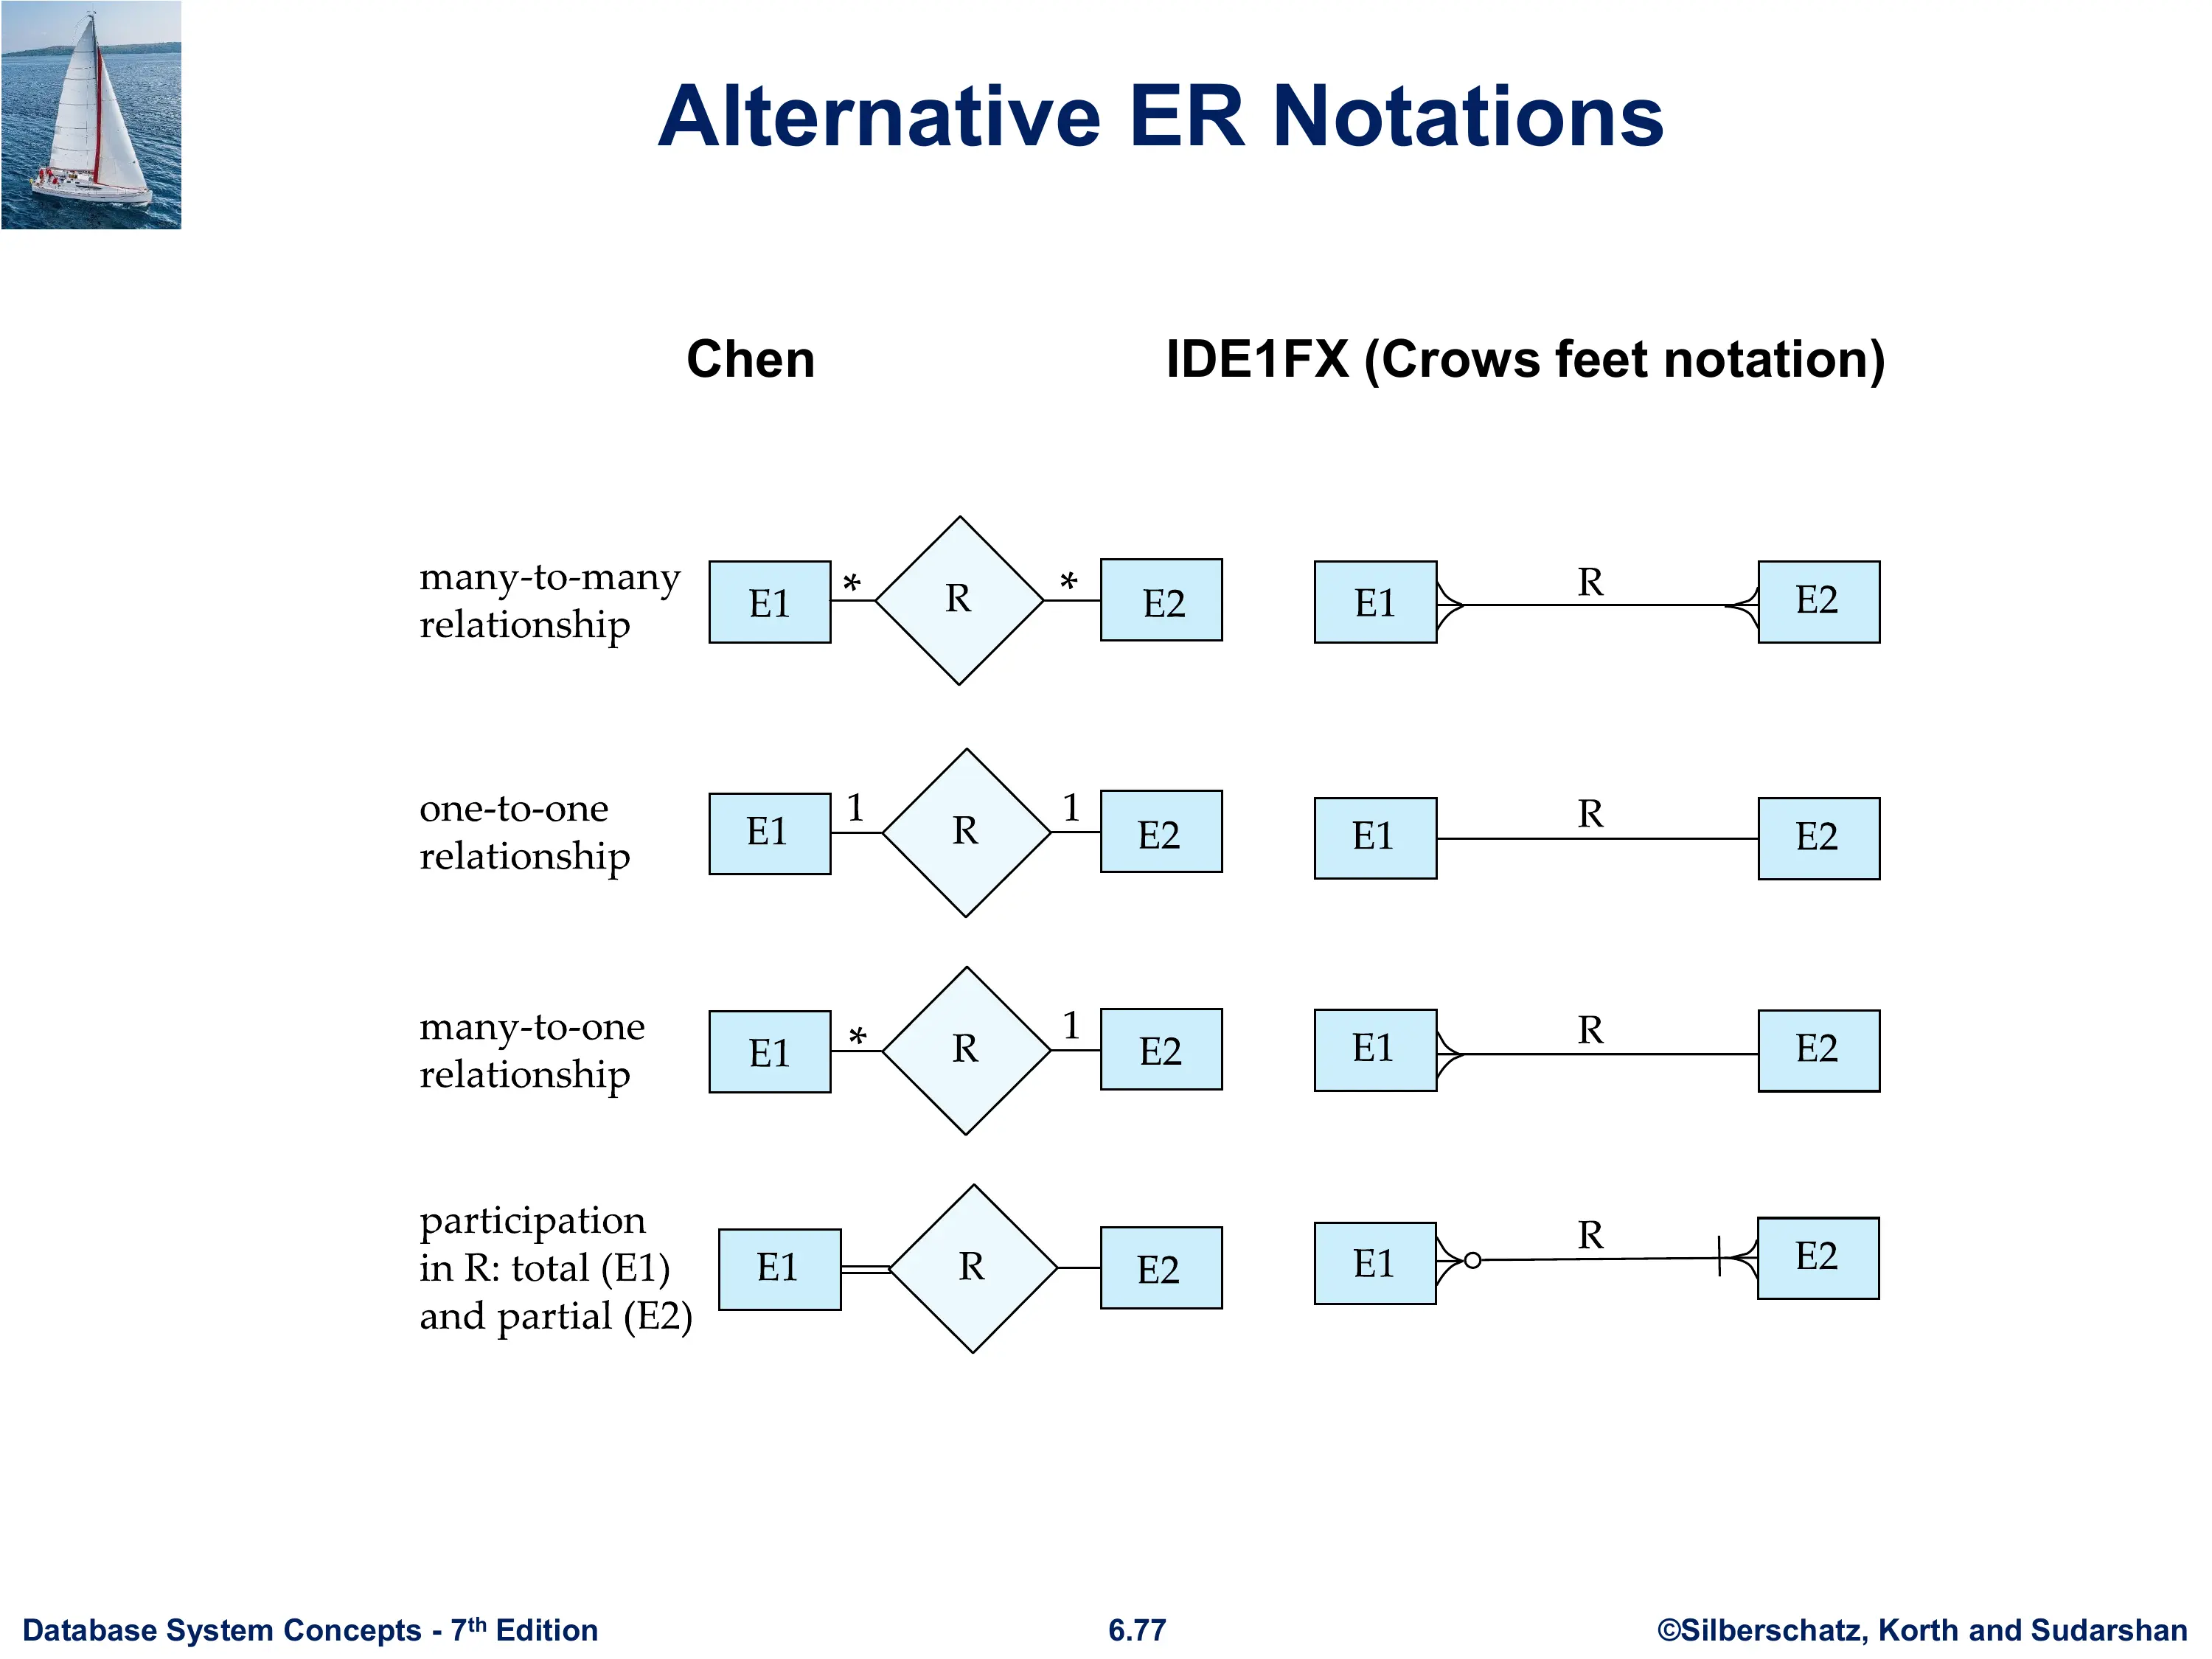 Alternative ER Notations
Chen
IDE1FX (Crows feet notation)
many-to-many
relationship
E1
*
R
*
E2
E1
R
E2
one-to-one
relationship
E1
1
R
1
E2
E1
R
E2
many-to-one
relationship
E1
*
R
1
E2
E1
R
E2
participation
in R: total (E1)
and partial (E2)
E1
R
E2
E1
R
E2
Database System Concepts - 7th Edition
6.77
©Silberschatz, Korth and Sudarshan